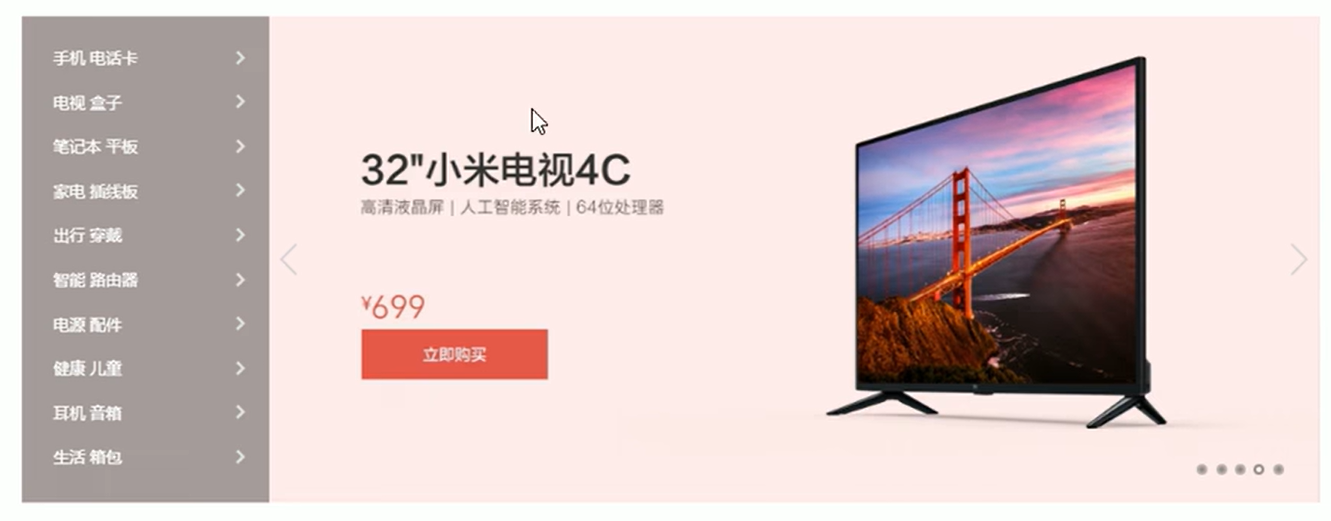 手机 电话卡
电视 盒子
笔记本 平板
家电 插线板
出行 穿戴
智能 路由器
电源 配件
健康 儿童
耳机 音箱
生活 箱包
32"小米电视4C
高清液晶屏 | 人工智能系统 | 64位处理器
¥699
立即购买